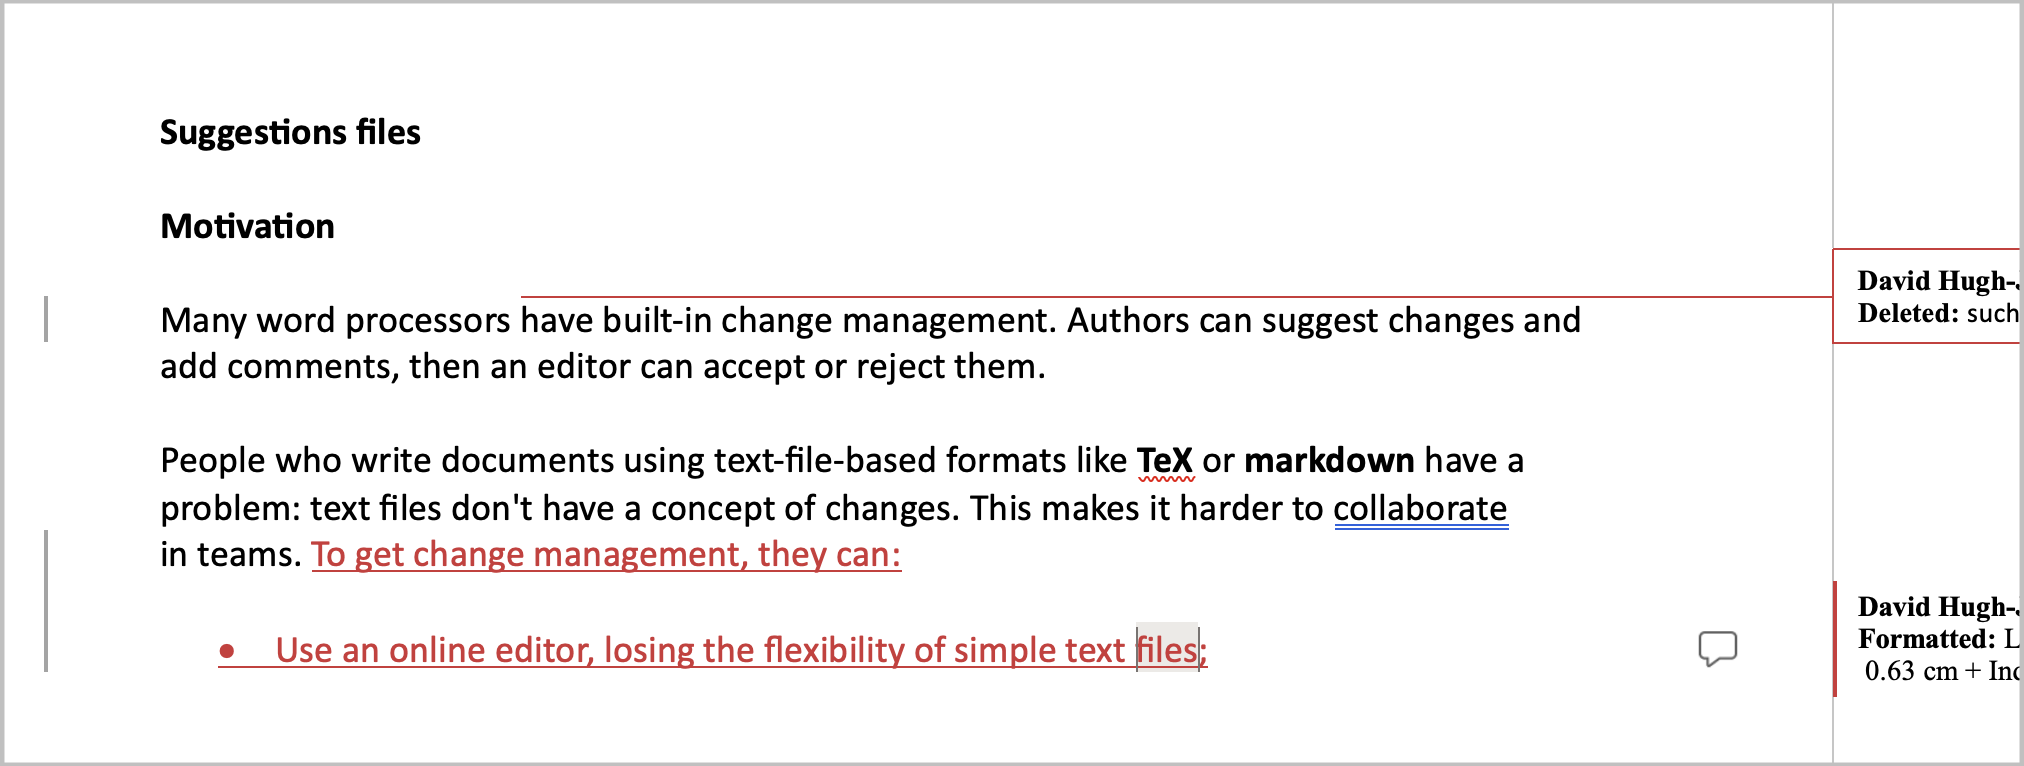 Suggestions files
Motivation
Many word processors have built-in change management. Authors can suggest changes and
add comments, then an editor can accept or reject them.
People who write documents using text-file-based formats like TeX or markdown have a
problem: text files don't have a concept of changes. This makes it harder to collaborate
in teams. To get change management, they can:
• Use an online editor, losing the flexibility of simple text files;
David Hugh-
Deleted: such
David Hugh-
Formatted: L
0.63 cm + Inc